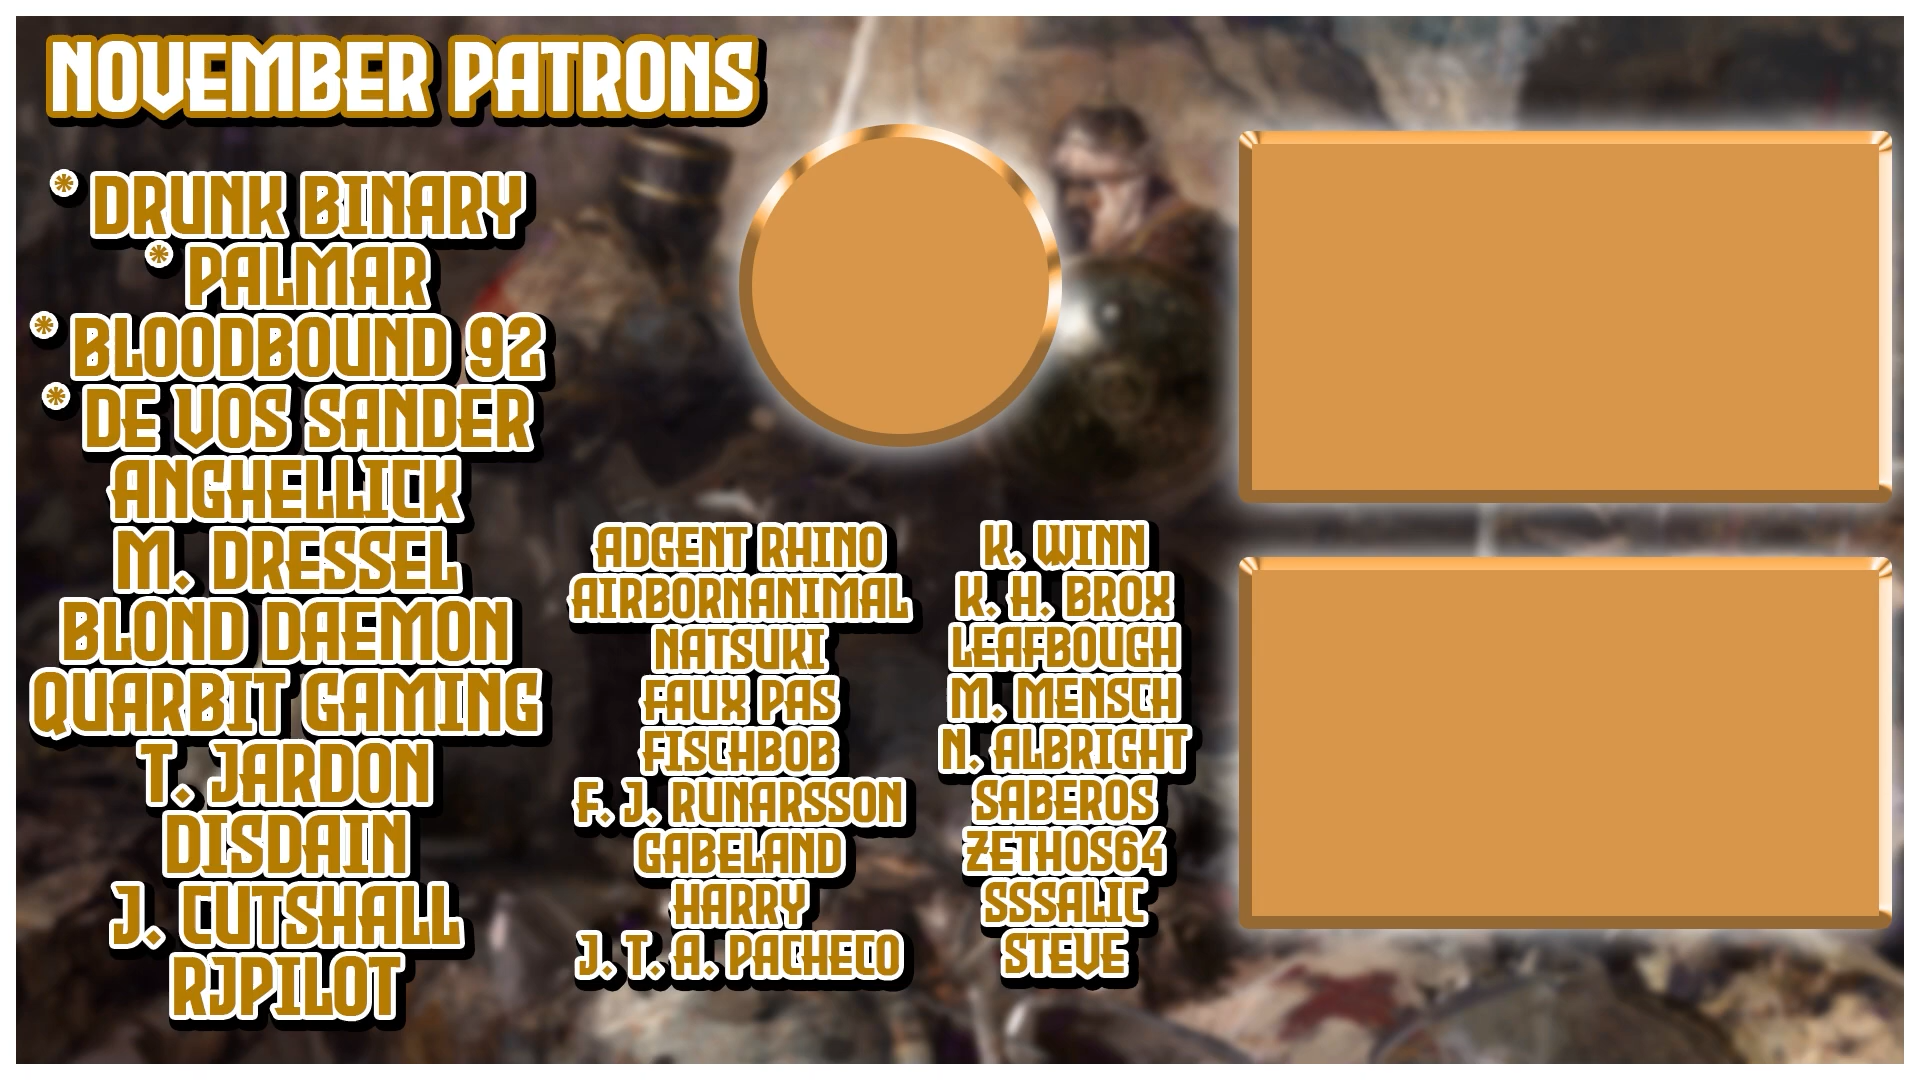 NOVEMBER PATRONS
* DRUNK BINARY
* PALMAR
* BLOODBOUND 92
* DE VOS SANDER
ANGHELLICK
M. DRESSEL
BLOND DAEMON
QUARBIT GAMING
T. JARDON
DISDAIN
J. CUTSHALL
RJPILOT
ADGENT RHINO
AIRBORNANIMAL
NATSUKI
FAUX PAS
FISCHBOB
F. J. RUNARSSON
GABELAND
HARRY
J. T. A. PACHECO
K. WINN
K. H. BROX
LEAFBOUGH
M. MENSCH
N. ALBRIGHT
SABEROS
ZETHOS64
SSSALIC
STEVE